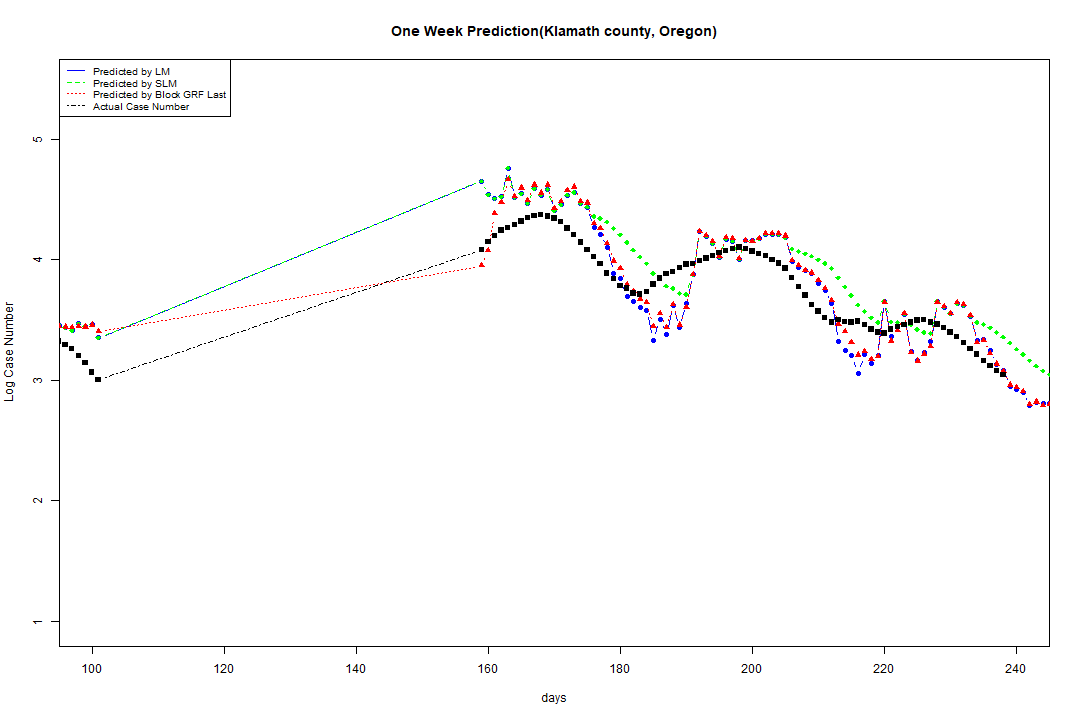 One Week Prediction(Klamath county, Oregon)
Predicted by LM
Predicted by SLM
Predicted by Block GRF Last
Actual Case Number
Log Case Number
5
4
3
2
1
100 120 140 160 180 200 220 240
days